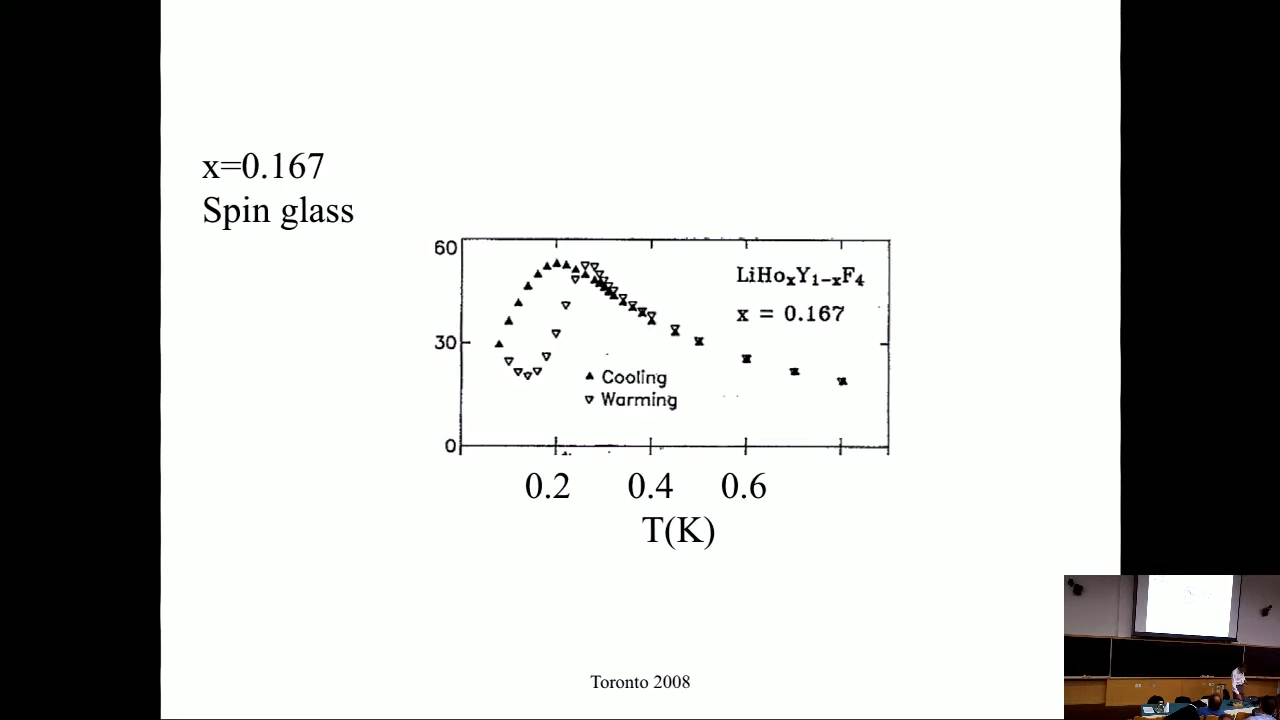 x=0.167
Spin glass
60
30
0
LiHoxY1-xF4
x = 0.167
▲ Cooling
▽ Warming
0.2 0.4 0.6
T(K)
Toronto 2008